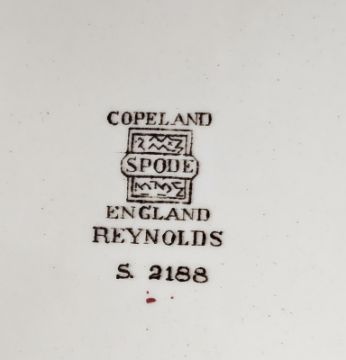 COPELAND
SPODE
ENGLAND
REYNOLDS
S. 2188